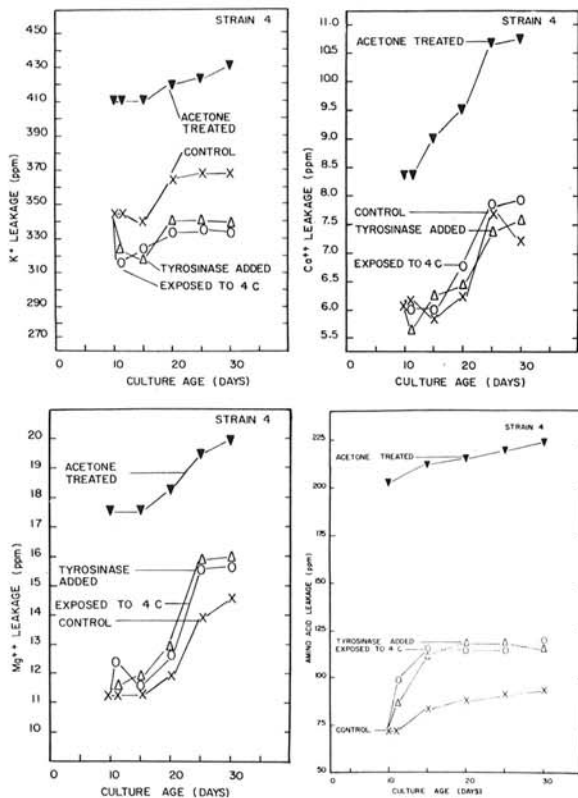 STRAIN 4
450
430
410
390
370
350
330
310
290
270
K⁺ LEAKAGE (ppm)
ACETONE
TREATED
CONTROL
TYROSINASE ADDED
EXPOSED TO 4 C
0 10 20 30 40
CULTURE AGE (DAYS)
STRAIN 4
11.0
10.5
10.0
9.5
9.0
8.5
8.0
7.5
7.0
6.5
6.0
5.5
Ca⁺⁺ LEAKAGE (ppm)
ACETONE TREATED
CONTROL
TYROSINASE ADDED
EXPOSED TO 4 C
0 10 20 30
CULTURE AGE (DAYS)
STRAIN 4
20
19
18
17
16
15
14
13
12
11
10
Mg⁺⁺ LEAKAGE (ppm)
ACETONE
TREATED
TYROSINASE
ADDED
EXPOSED TO 4 C
CONTROL
0 10 20 30 40
CULTURE AGE (DAYS)
STRAIN 4
225
200
175
150
125
100
75
50
AMINO ACID LEAKAGE (ppm)
ACETONE TREATED
TYROSINASE ADDED
EXPOSED TO 4 C
CONTROL
0 10 20 30
CULTURE AGE (DAYS)